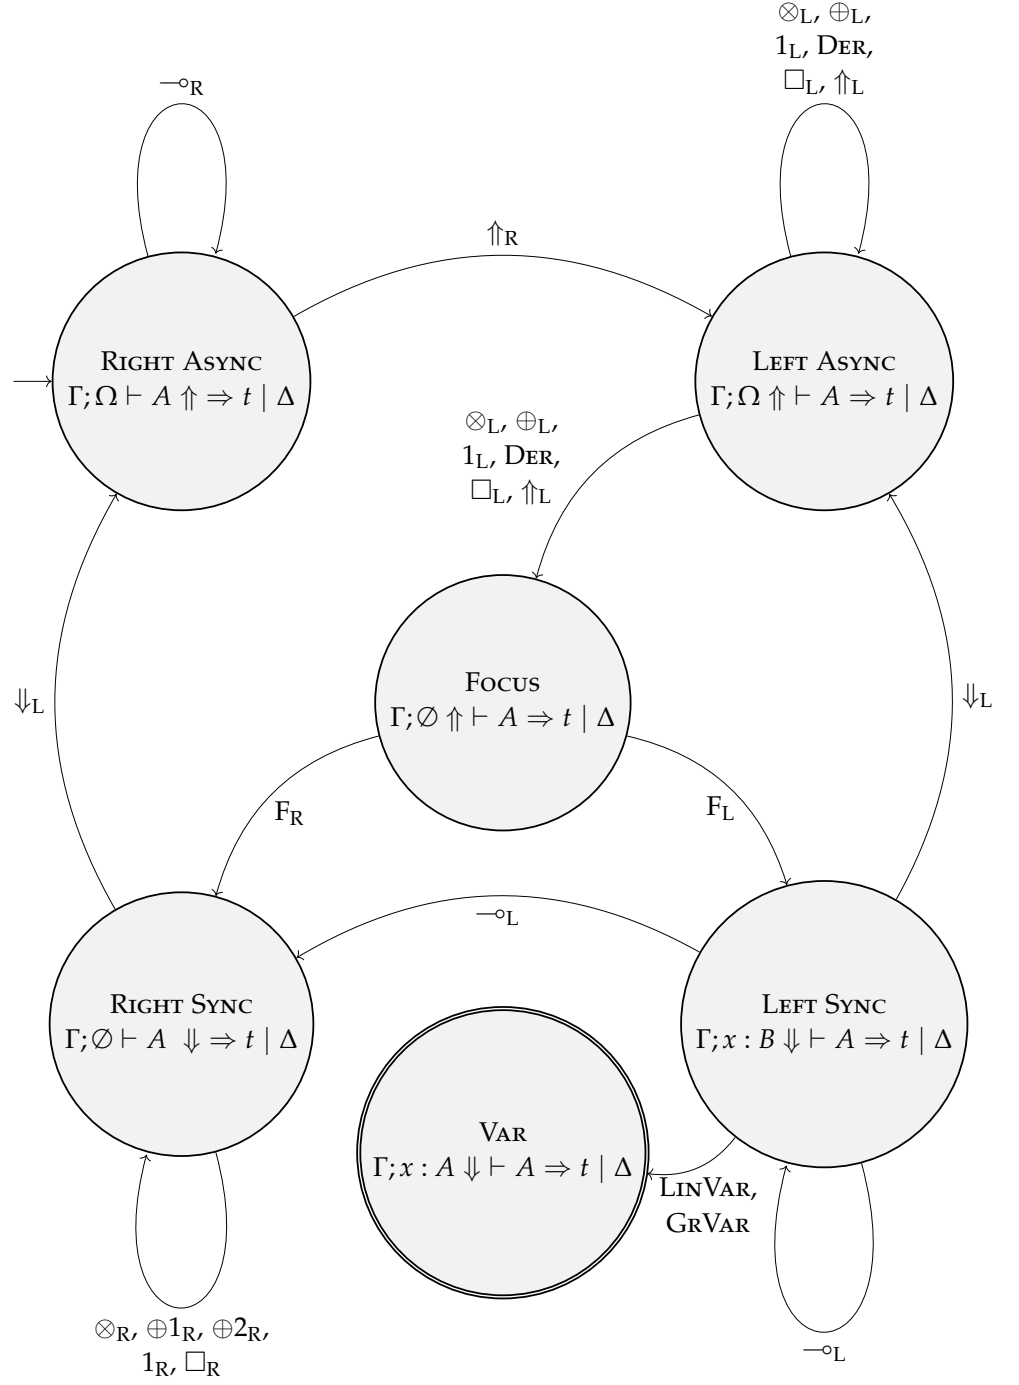 ⊗L, ⊕L,
1L, DER,
□L, ⇑L
⊸R
⇑R
RIGHT ASYNC
Γ; Ω ⊢ A ⇑ ⇒ t | Δ
LEFT ASYNC
Γ; Ω ⇑ ⊢ A ⇒ t | Δ
⊗L, ⊕L,
1L, DER,
□L, ⇑L
FOCUS
Γ; ∅ ⇑ ⊢ A ⇒ t | Δ
⇓L
⇓L
FR
FL
⊸L
RIGHT SYNC
Γ; ∅ ⊢ A ⇓ ⇒ t | Δ
LEFT SYNC
Γ; x : B ⇓ ⊢ A ⇒ t | Δ
VAR
Γ; x : A ⇓ ⊢ A ⇒ t | Δ
LINVAR,
GRVAR
⊗R, ⊕1R, ⊕2R,
1R, □R
⊸L